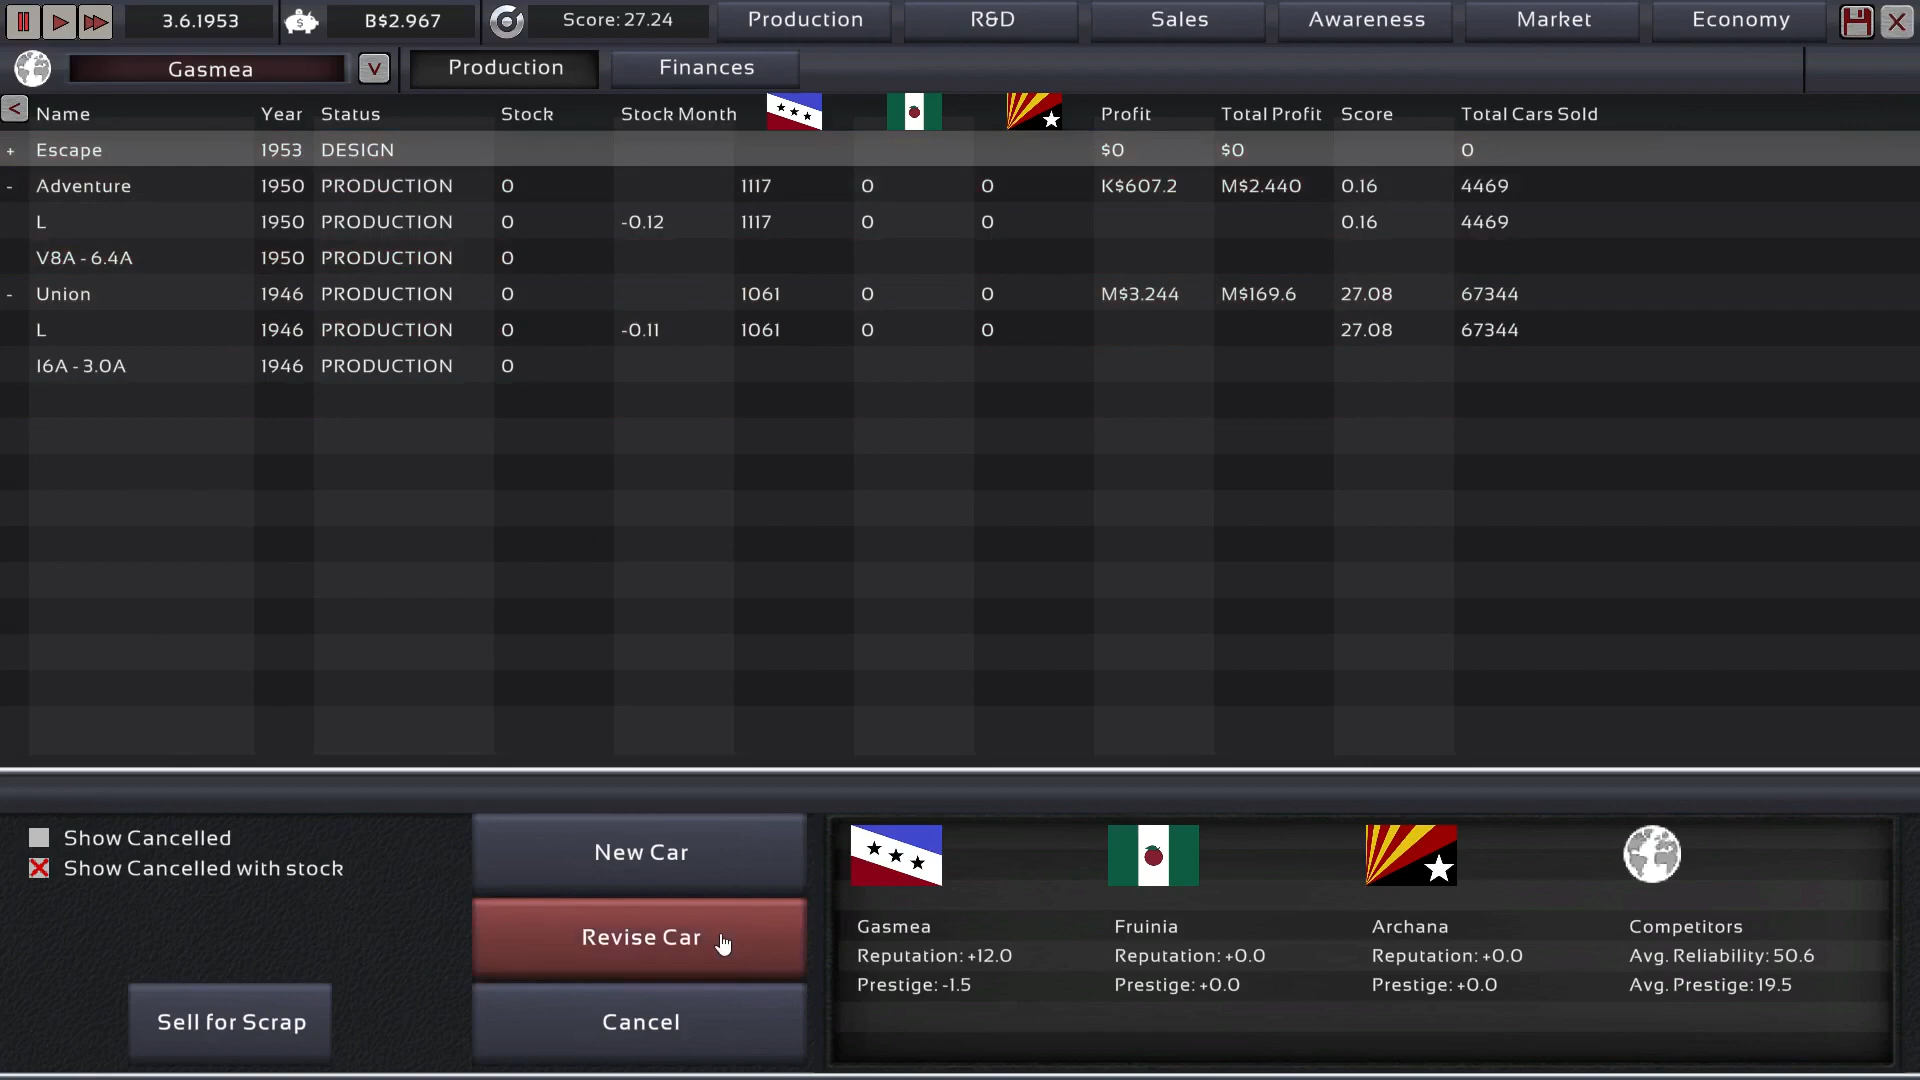 3.6.1953 B$2.967 Score: 27.24 Production R&D Sales Awareness Market Economy
Gasmea V Production Finances
< Name Year Status Stock Stock Month Profit Total Profit Score Total Cars Sold
+ Escape 1953 DESIGN $0 $0 0
- Adventure 1950 PRODUCTION 0 1117 0 0 K$607.2 M$2.440 0.16 4469
L 1950 PRODUCTION 0 -0.12 1117 0 0 0.16 4469
V8A - 6.4A 1950 PRODUCTION 0
- Union 1946 PRODUCTION 0 1061 0 0 M$3.244 M$169.6 27.08 67344
L 1946 PRODUCTION 0 -0.11 1061 0 0 27.08 67344
I6A - 3.0A 1946 PRODUCTION 0
Show Cancelled
Show Cancelled with stock
New Car
Revise Car
Sell for Scrap
Cancel
Gasmea Fruinia Archana Competitors
Reputation: +12.0 Reputation: +0.0 Reputation: +0.0 Avg. Reliability: 50.6
Prestige: -1.5 Prestige: +0.0 Prestige: +0.0 Avg. Prestige: 19.5